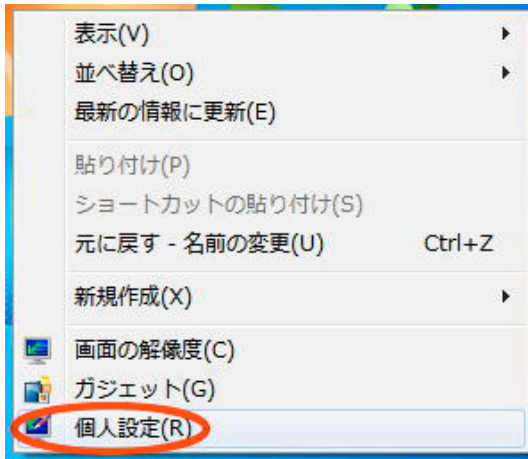 表示(V)
並べ替え(O)
最新の情報に更新(E)
貼り付け(P)
ショートカットの貼り付け(S)
元に戻す - 名前の変更(U) Ctrl+Z
新規作成(X)
画面の解像度(C)
ガジェット(G)
個人設定(R)